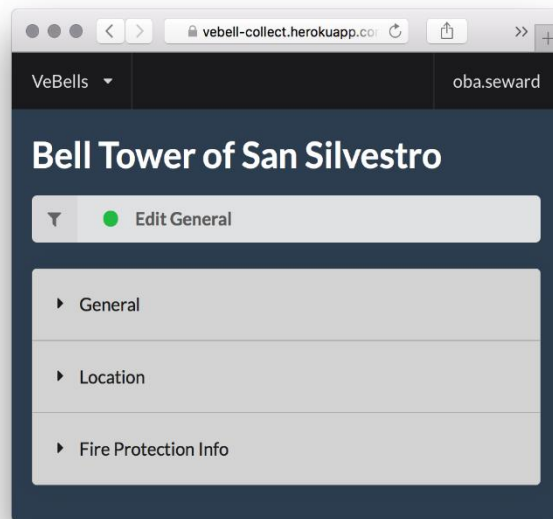 vebell-collect.herokuapp.co
VeBells
oba.seward
Bell Tower of San Silvestro
Edit General
General
Location
Fire Protection Info